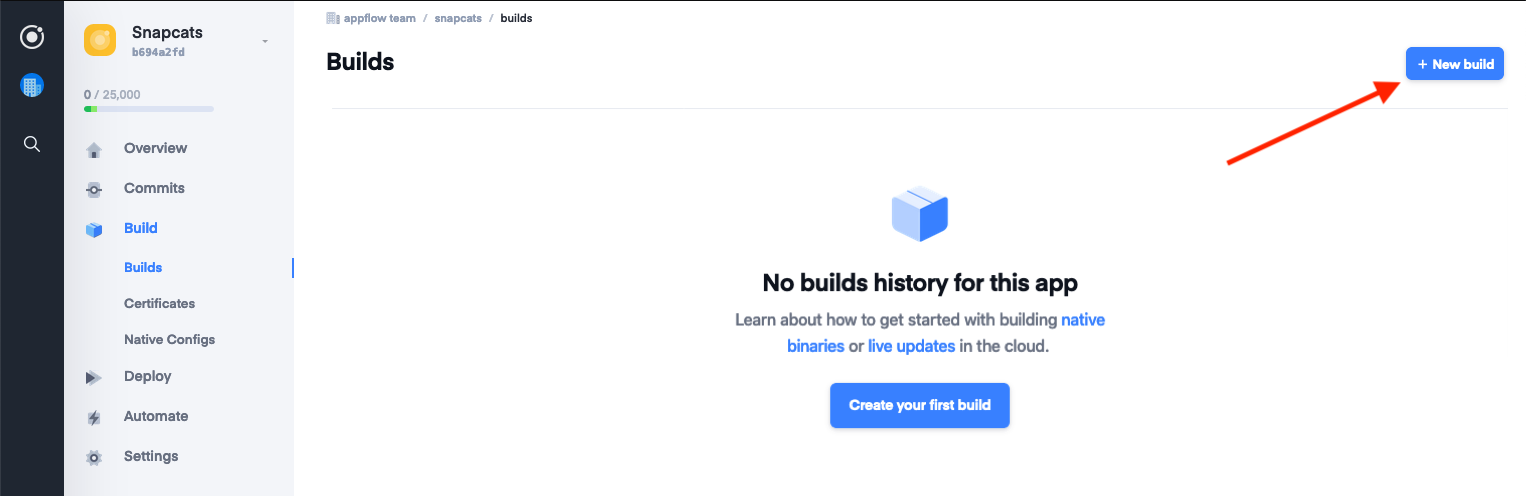 Snapcats
b694a2fd
0 / 25,000
Overview
Commits
Build
Builds
Certificates
Native Configs
Deploy
Automate
Settings
appflow team / snapcats / builds
Builds
+ New build
No builds history for this app
Learn about how to get started with building native
binaries or live updates in the cloud.
Create your first build